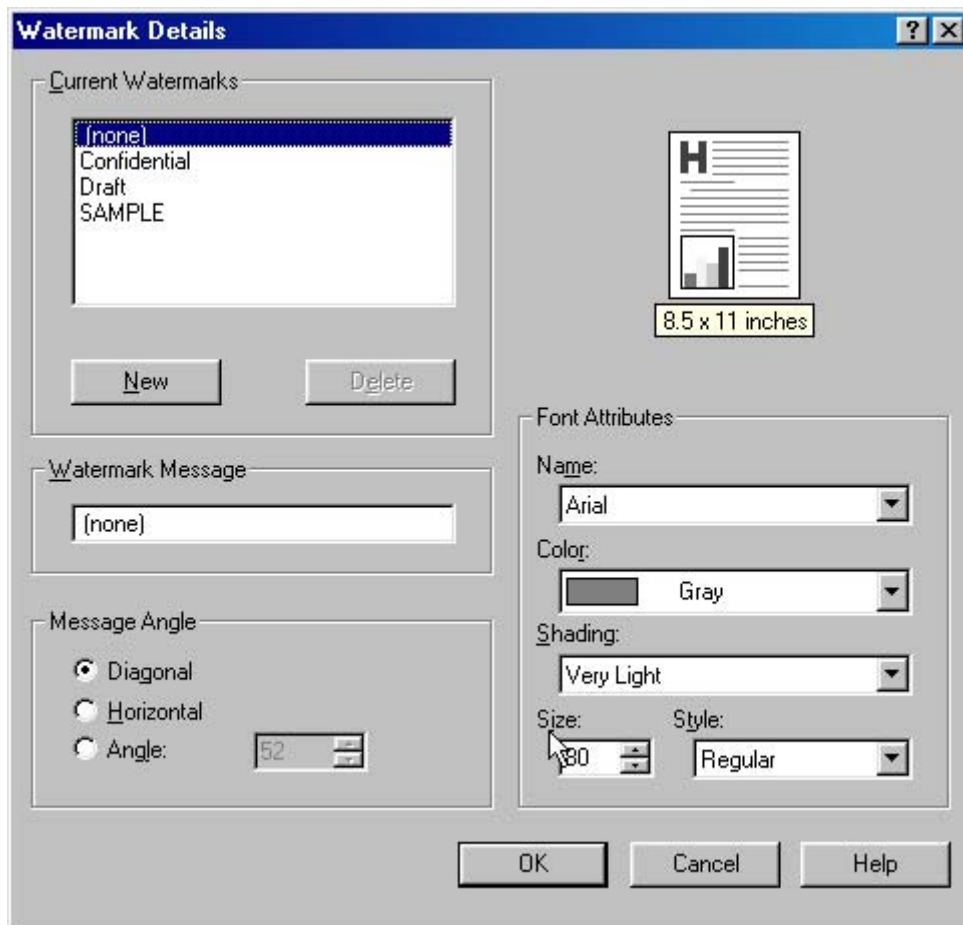 Watermark Details
Current Watermarks
(none)
Confidential
Draft
SAMPLE
New
Delete
8.5 x 11 inches
Watermark Message
(none)
Message Angle
Diagonal
Horizontal
Angle:
52
Font Attributes
Name:
Arial
Color:
Gray
Shading:
Very Light
Size:
Style:
80
Regular
OK
Cancel
Help